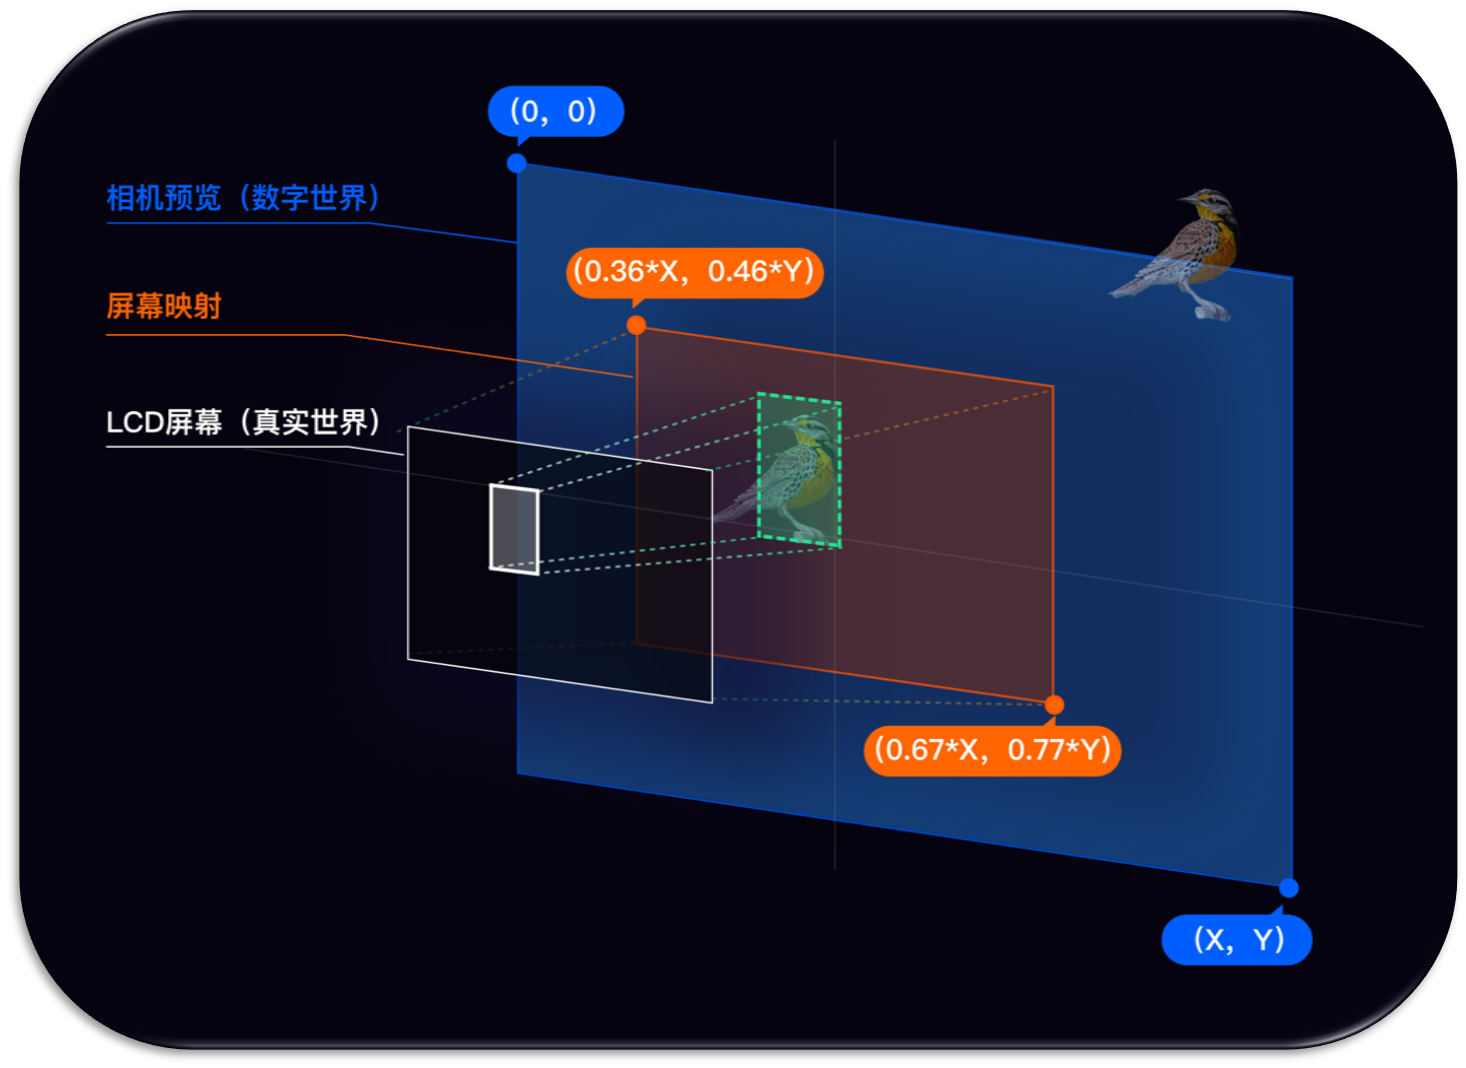 (0, 0)
相机预览（数字世界）
(0.36*X, 0.46*Y)
屏幕映射
LCD屏幕（真实世界）
(0.67*X, 0.77*Y)
(X, Y)